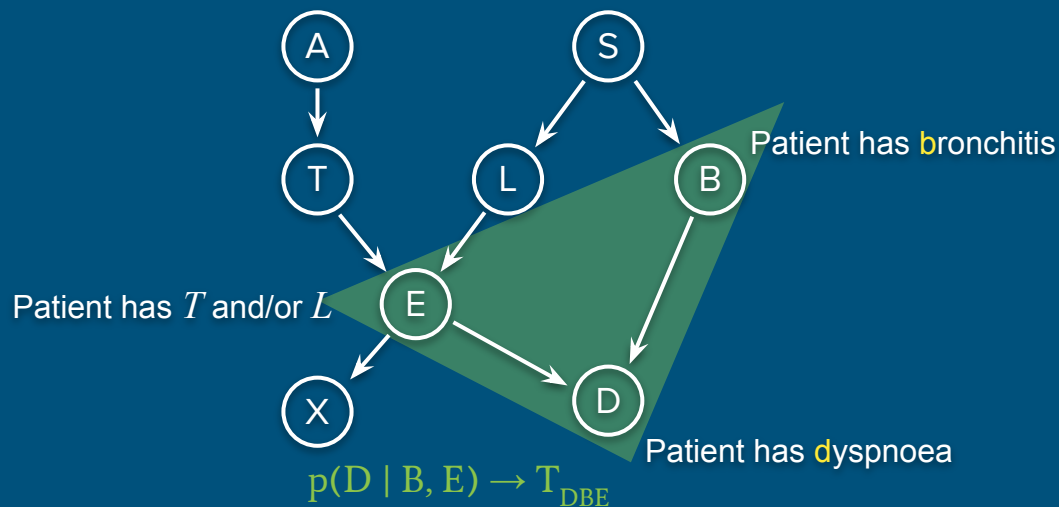 A
S
T
L
B
Patient has bronchitis
Patient has T and/or L
E
X
D
Patient has dyspnoea
p(D | B, E) → T_DBE